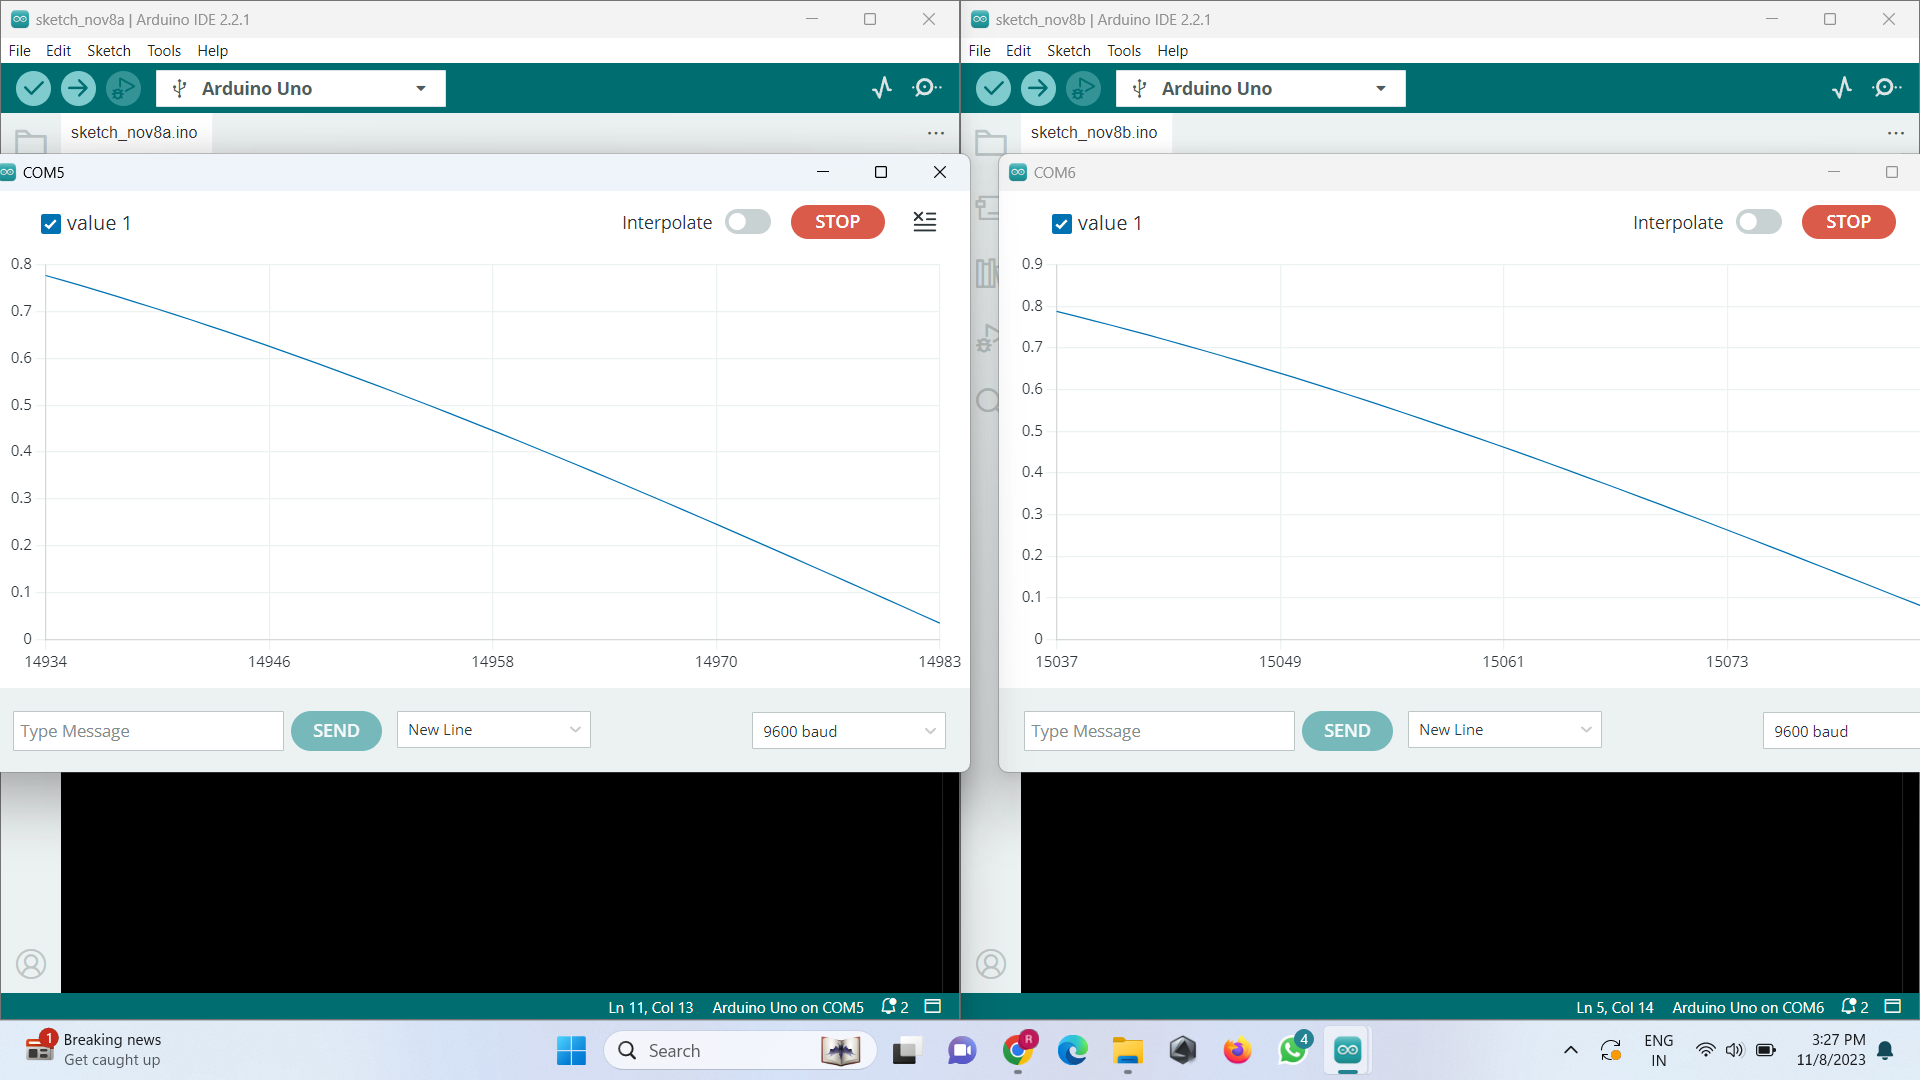 sketch_nov8a | Arduino IDE 2.2.1
File Edit Sketch Tools Help
Arduino Uno
sketch_nov8a.ino
COM5
value 1
Interpolate
STOP
0.8
0.7
0.6
0.5
0.4
0.3
0.2
0.1
0
14934 14946 14958 14970 14983
Type Message
SEND
New Line
9600 baud
Ln 11, Col 13 Arduino Uno on COM5 2
sketch_nov8b | Arduino IDE 2.2.1
File Edit Sketch Tools Help
Arduino Uno
sketch_nov8b.ino
COM6
value 1
Interpolate
STOP
0.9
0.8
0.7
0.6
0.5
0.4
0.3
0.2
0.1
0
15037 15049 15061 15073
Type Message
SEND
New Line
9600 baud
Ln 5, Col 14 Arduino Uno on COM6 2
1
Breaking news
Get caught up
Search
R
4
ENG
IN
3:27 PM
11/8/2023